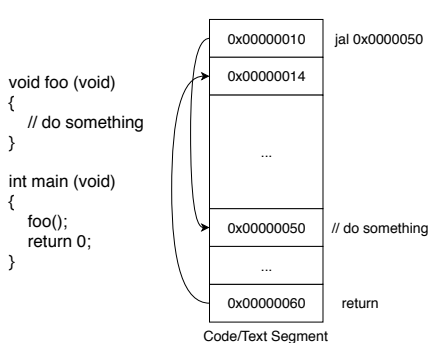 void foo (void)
{
// do something
}
int main (void)
{
foo();
return 0;
}
0x00000010 jal 0x0000050
0x00000014
...
0x00000050 // do something
...
0x00000060 return
Code/Text Segment